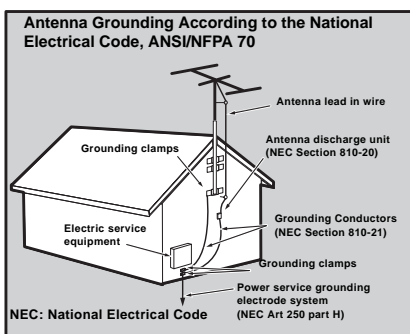 Antenna Grounding According to the National
Electrical Code, ANSI/NFPA 70
Antenna lead in wire
Grounding clamps
Antenna discharge unit
(NEC Section 810-20)
Electric service
equipment
Grounding Conductors
(NEC Section 810-21)
Grounding clamps
Power service grounding
electrode system
(NEC Art 250 part H)
NEC: National Electrical Code